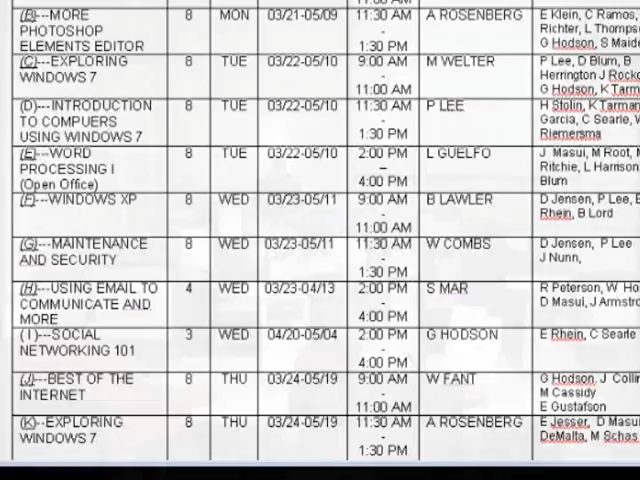 11:00 AM
(B)---MORE PHOTOSHOP ELEMENTS EDITOR 8 MON 03/21-05/09 11:30 AM - 1:30 PM A ROSENBERG E Klein, C Ramos, Richter, L Thomps G Hodson, S Maide
(C)---EXPLORING WINDOWS 7 8 TUE 03/22-05/10 9:00 AM - 11:00 AM M WELTER P Lee, D Blum, B Herrington J Rocke G Hodson, K Tarm
(D)---INTRODUCTION TO COMPUERS USING WINDOWS 7 8 TUE 03/22-05/10 11:30 AM - 1:30 PM P LEE H Stolin, K Tarman Garcia, C Searle, W Riemersma
(E)---WORD PROCESSING I (Open Office) 8 TUE 03/22-05/10 2:00 PM – 4:00 PM L GUELFO J Masui, M Root, M Ritchie, L Harrison Blum
(F)---WINDOWS XP 8 WED 03/23-05/11 9:00 AM - 11:00 AM B LAWLER D Jensen, P Lee, E Rhein, B Lord
(G)---MAINTENANCE AND SECURITY 8 WED 03/23-05/11 11:30 AM - 1:30 PM W COMBS D Jensen, P Lee J Nunn,
(H)---USING EMAIL TO COMMUNICATE AND MORE 4 WED 03/23-04/13 2:00 PM - 4:00 PM S MAR R Peterson, W Ho D Masui, J Armstro
( I )---SOCIAL NETWORKING 101 3 WED 04/20-05/04 2:00 PM - 4:00 PM G HODSON E Rhein, C Searle
(J)---BEST OF THE INTERNET 8 THU 03/24-05/19 9:00 AM - 11:00 AM W FANT G Hodson, J Collin M Cassidy E Gustafson
(K)---EXPLORING WINDOWS 7 8 THU 03/24-05/19 11:30 AM - 1:30 PM A ROSENBERG E Jesser, D Masui DeMalta, M Schas